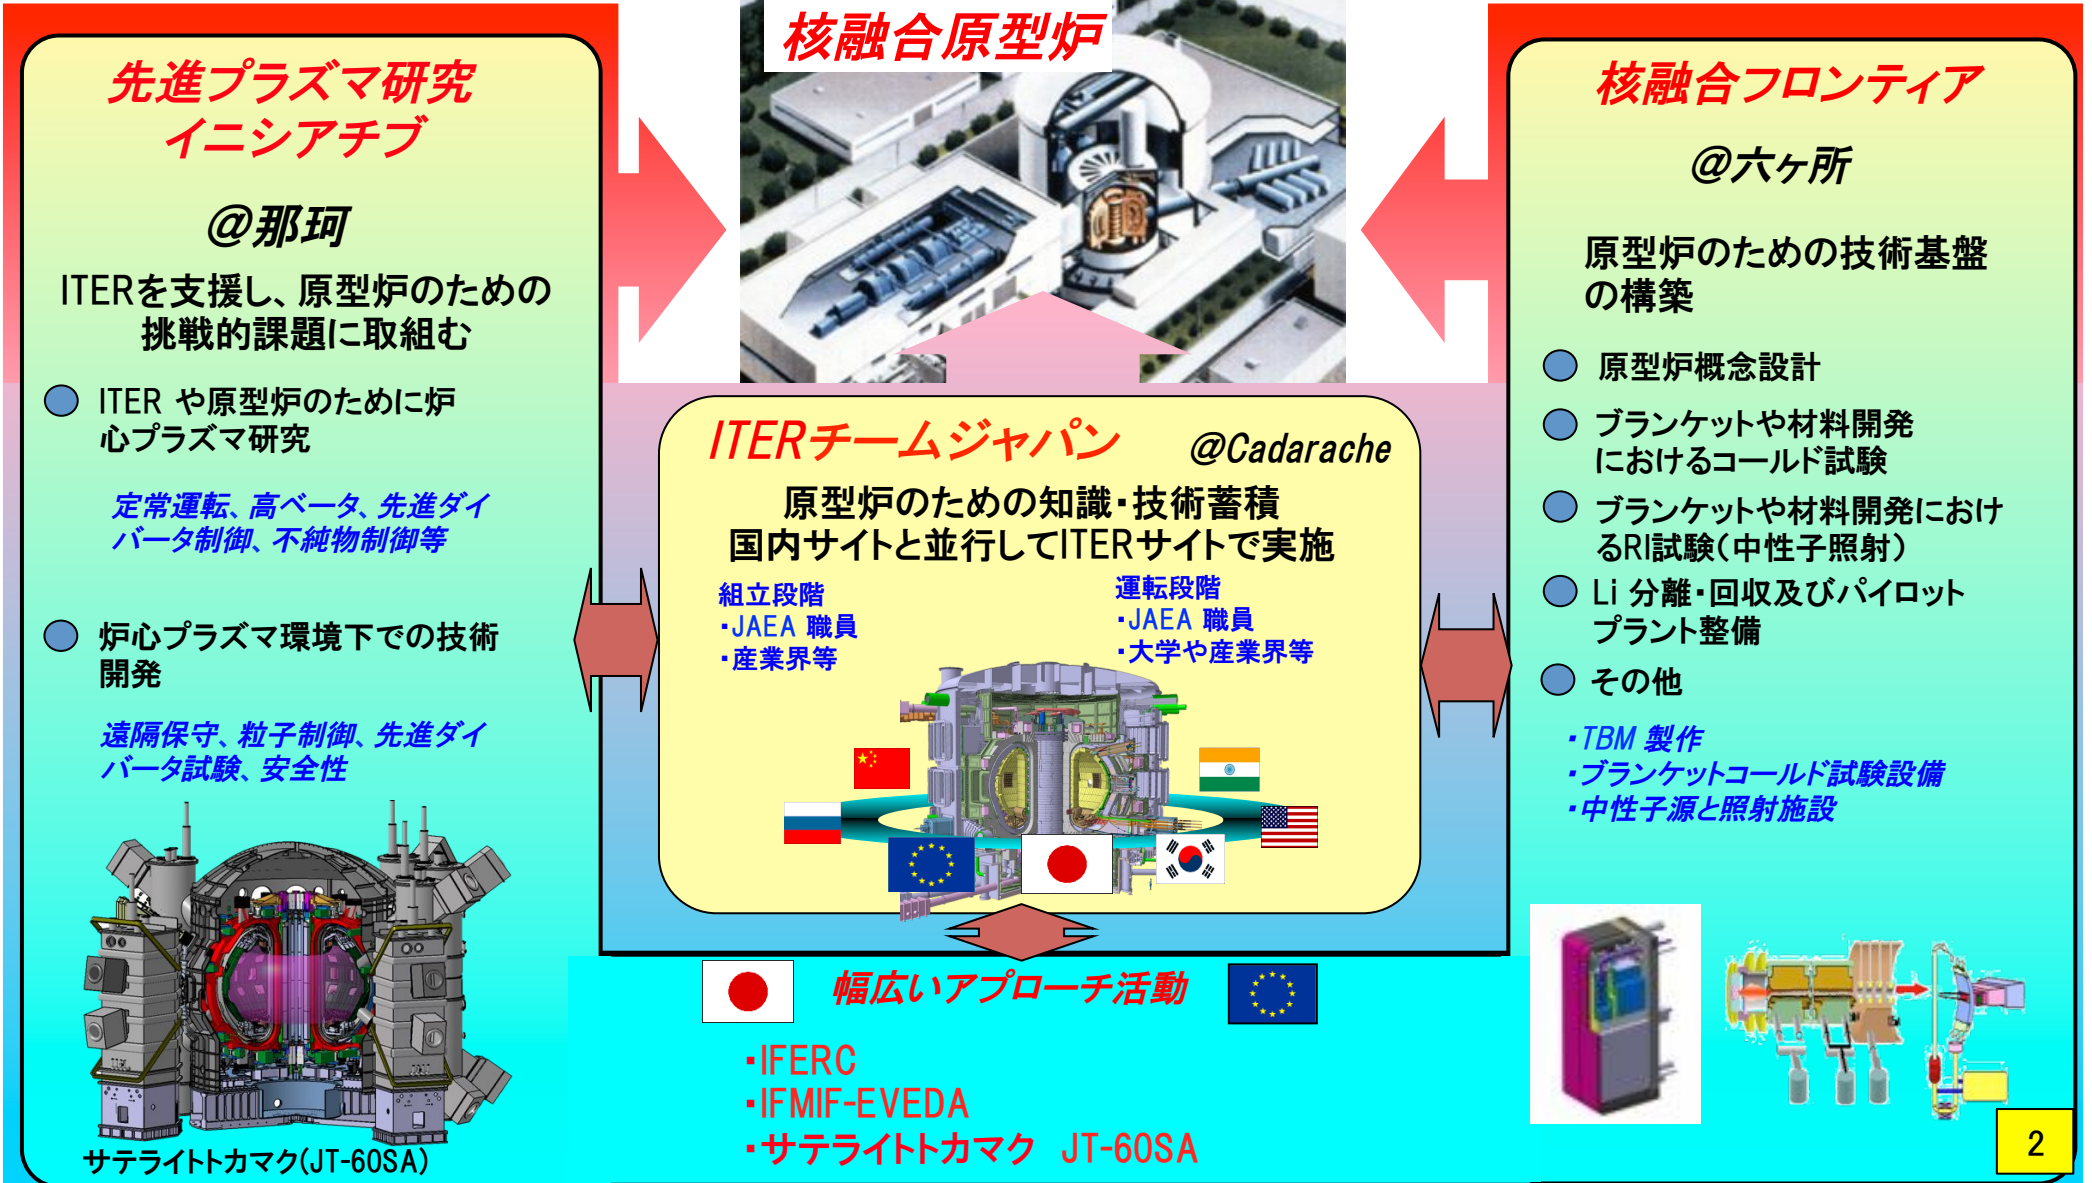 核融合原型炉
先進プラズマ研究
イニシアチブ
@那珂
ITERを支援し、原型炉のための
挑戦的課題に取組む
ITER や原型炉のために炉
心プラズマ研究
定常運転、高ベータ、先進ダイ
バータ制御、不純物制御等
炉心プラズマ環境下での技術
開発
遠隔保守、粒子制御、先進ダイ
バータ試験、安全性
サテライトトカマク(JT-60SA)
ITERチームジャパン @Cadarache
原型炉のための知識・技術蓄積
国内サイトと並行してITERサイトで実施
組立段階
・JAEA 職員
・産業界等
運転段階
・JAEA 職員
・大学や産業界等
幅広いアプローチ活動
・IFERC
・IFMIF-EVEDA
・サテライトトカマク JT-60SA
核融合フロンティア
@六ヶ所
原型炉のための技術基盤
の構築
原型炉概念設計
ブランケットや材料開発
におけるコールド試験
ブランケットや材料開発におけ
るRI試験(中性子照射)
Li 分離・回収及びパイロット
プラント整備
その他
・TBM 製作
・ブランケットコールド試験設備
・中性子源と照射施設
2